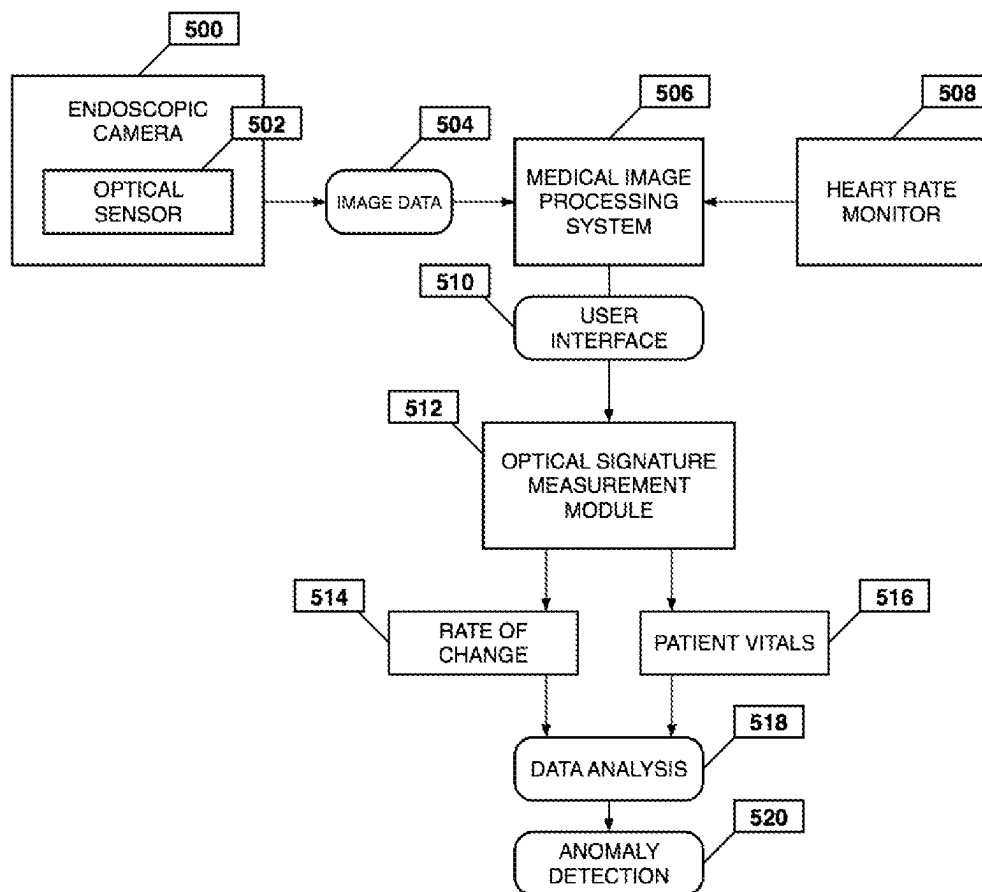 500
ENDOSCOPIC
CAMERA
502
OPTICAL
SENSOR
504
IMAGE DATA
506
MEDICAL IMAGE
PROCESSING
SYSTEM
508
HEART RATE
MONITOR
510
USER
INTERFACE
512
OPTICAL SIGNATURE
MEASUREMENT
MODULE
514
RATE OF
CHANGE
516
PATIENT VITALS
518
DATA ANALYSIS
520
ANOMALY
DETECTION